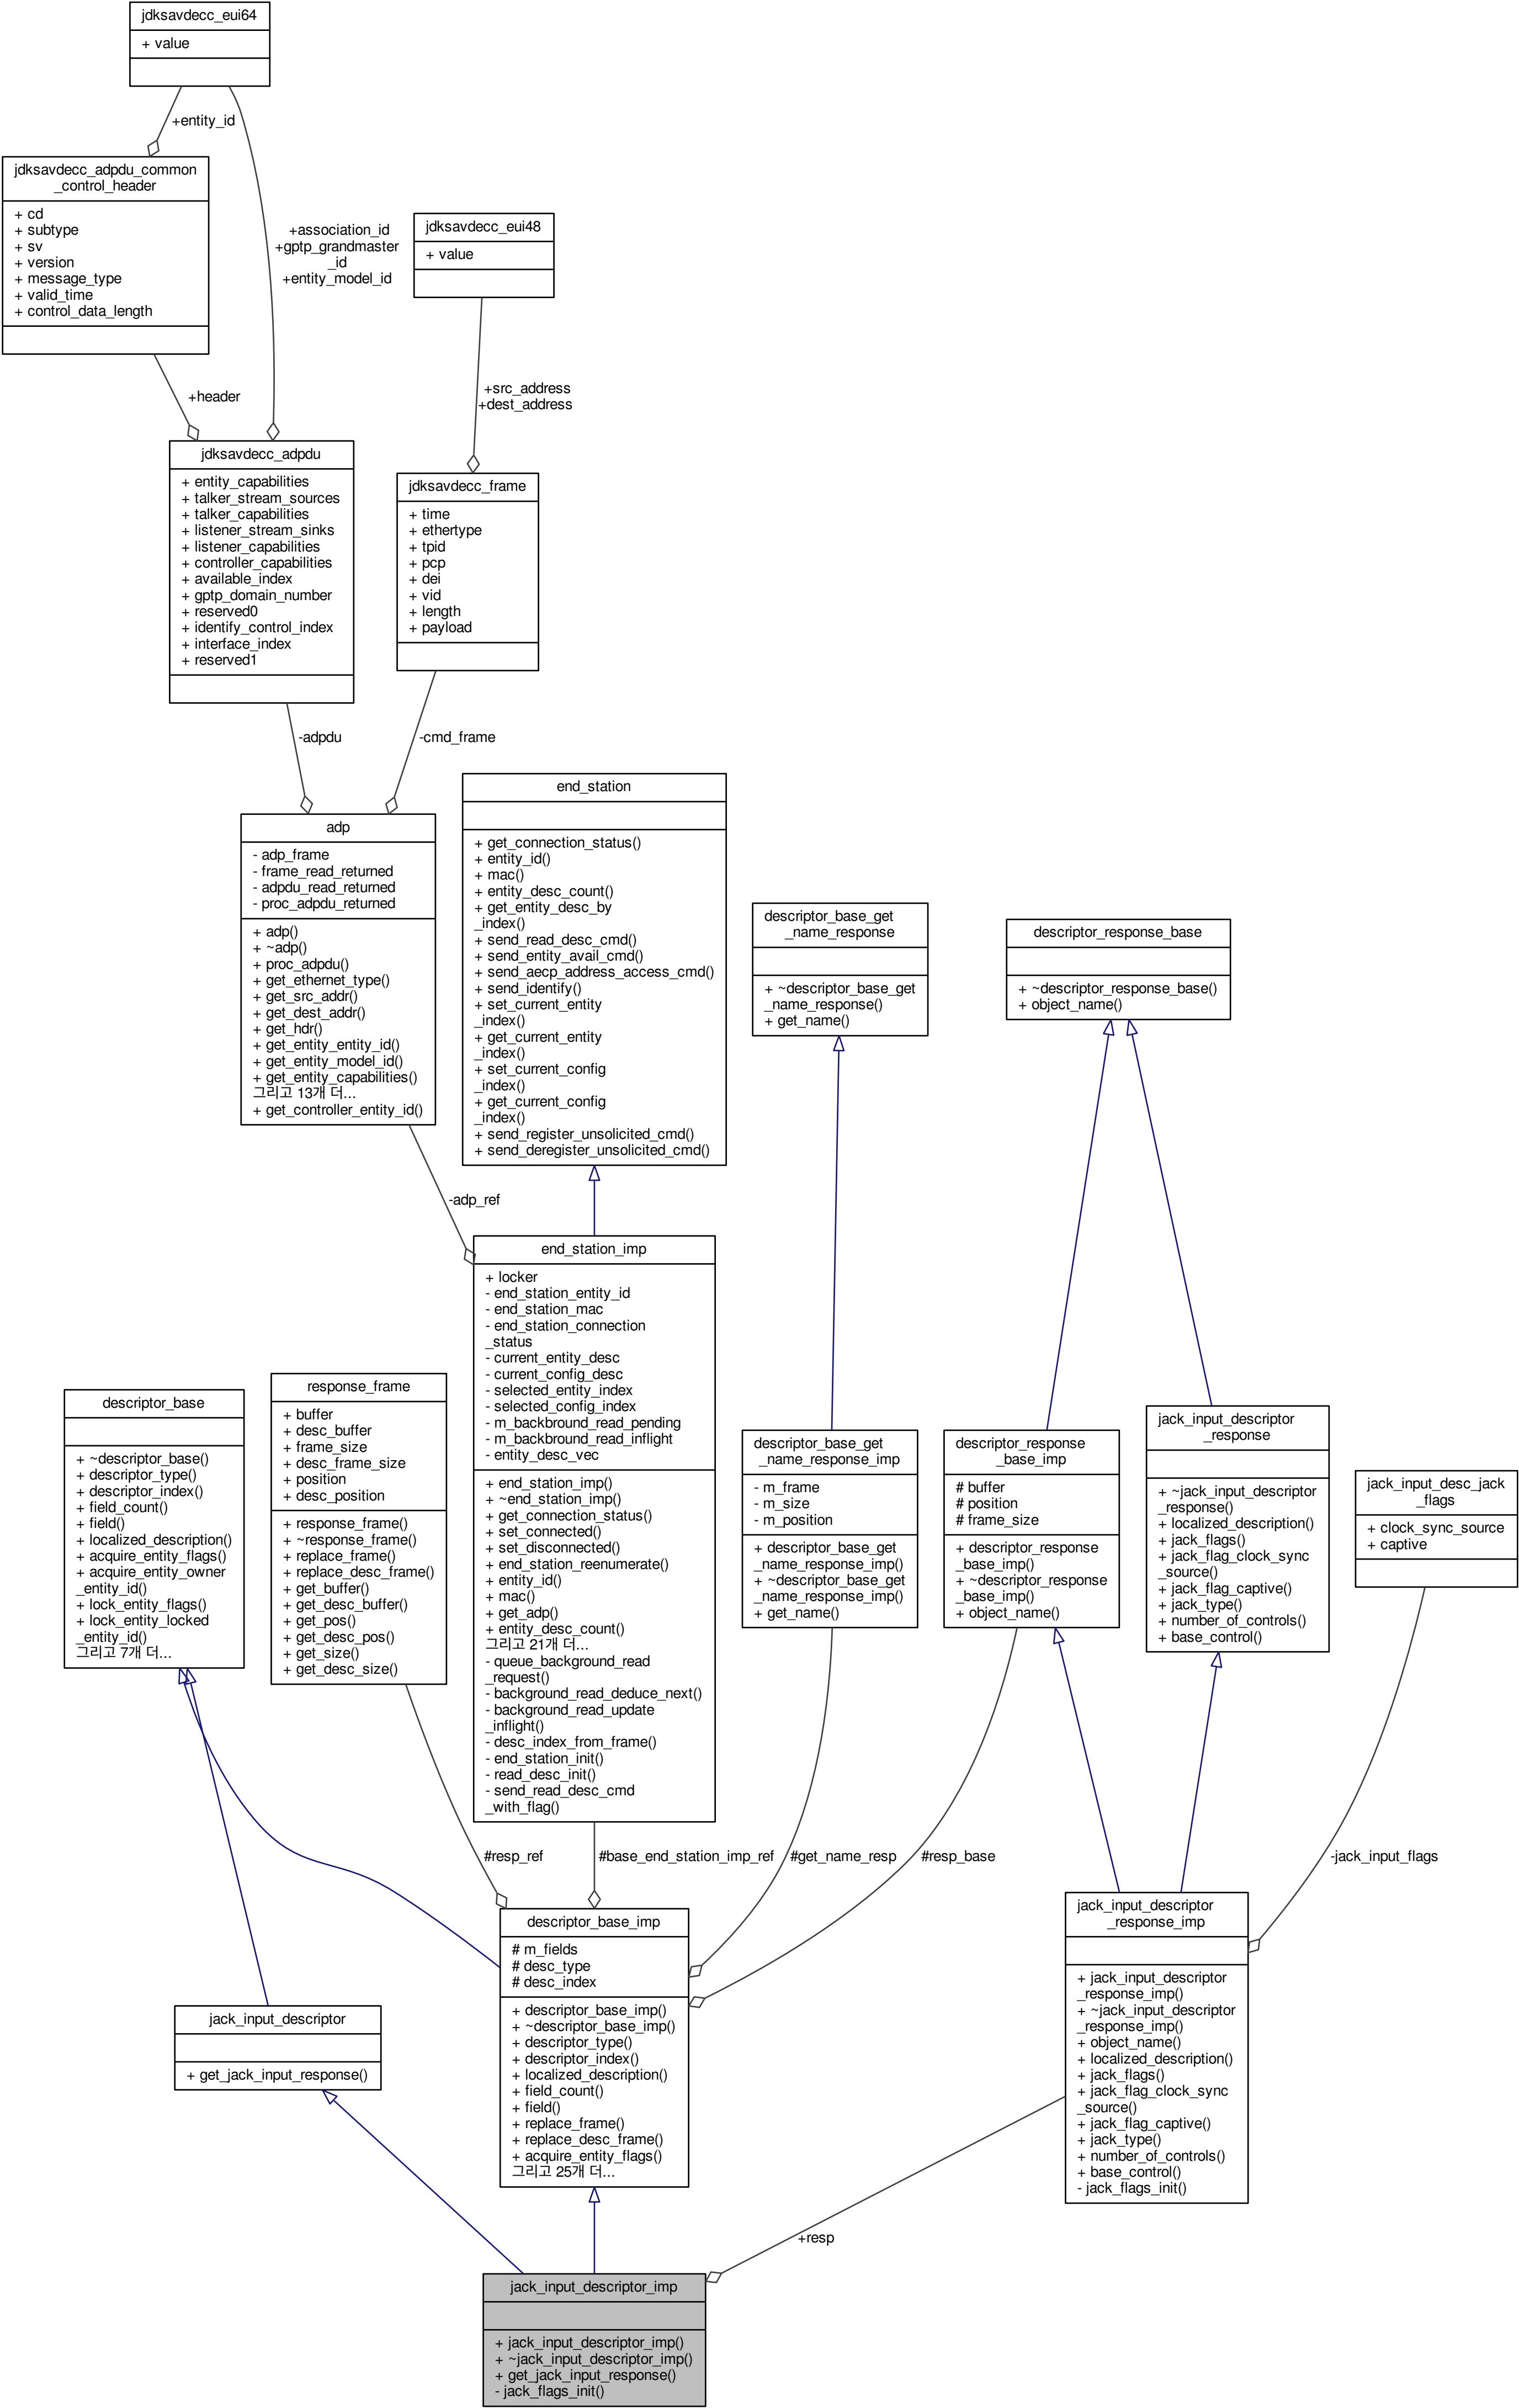 jdksavdecc_eui64
+ value
+entity_id
jdksavdecc_adpdu_common
_control_header
+ cd
+ subtype
+ sv
+ version
+ message_type
+ valid_time
+ control_data_length
+association_id
+gptp_grandmaster
_id
+entity_model_id
jdksavdecc_eui48
+ value
+header
+src_address
+dest_address
jdksavdecc_adpdu
+ entity_capabilities
+ talker_stream_sources
+ talker_capabilities
+ listener_stream_sinks
+ listener_capabilities
+ controller_capabilities
+ available_index
+ gptp_domain_number
+ reserved0
+ identify_control_index
+ interface_index
+ reserved1
jdksavdecc_frame
+ time
+ ethertype
+ tpid
+ pcp
+ dei
+ vid
+ length
+ payload
-adpdu
-cmd_frame
adp
- adp_frame
- frame_read_returned
- adpdu_read_returned
- proc_adpdu_returned
+ adp()
+ ~adp()
+ proc_adpdu()
+ get_ethernet_type()
+ get_src_addr()
+ get_dest_addr()
+ get_hdr()
+ get_entity_entity_id()
+ get_entity_model_id()
+ get_entity_capabilities()
그리고 13개 더...
+ get_controller_entity_id()
end_station
+ get_connection_status()
+ entity_id()
+ mac()
+ entity_desc_count()
+ get_entity_desc_by
_index()
+ send_read_desc_cmd()
+ send_entity_avail_cmd()
+ send_aecp_address_access_cmd()
+ send_identify()
+ set_current_entity
_index()
+ get_current_entity
_index()
+ set_current_config
_index()
+ get_current_config
_index()
+ send_register_unsolicited_cmd()
+ send_deregister_unsolicited_cmd()
descriptor_base_get
_name_response
+ ~descriptor_base_get
_name_response()
+ get_name()
descriptor_response_base
+ ~descriptor_response_base()
+ object_name()
-adp_ref
end_station_imp
+ locker
- end_station_entity_id
- end_station_mac
- end_station_connection
_status
- current_entity_desc
- current_config_desc
- selected_entity_index
- selected_config_index
- m_backbround_read_pending
- m_backbround_read_inflight
- entity_desc_vec
+ end_station_imp()
+ ~end_station_imp()
+ get_connection_status()
+ set_connected()
+ set_disconnected()
+ end_station_reenumerate()
+ entity_id()
+ mac()
+ get_adp()
+ entity_desc_count()
그리고 21개 더...
- queue_background_read
_request()
- background_read_deduce_next()
- background_read_update
_inflight()
- desc_index_from_frame()
- end_station_init()
- read_desc_init()
- send_read_desc_cmd
_with_flag()
descriptor_base
+ ~descriptor_base()
+ descriptor_type()
+ descriptor_index()
+ field_count()
+ field()
+ localized_description()
+ acquire_entity_flags()
+ acquire_entity_owner
_entity_id()
+ lock_entity_flags()
+ lock_entity_locked
_entity_id()
그리고 7개 더...
response_frame
+ buffer
+ desc_buffer
+ frame_size
+ desc_frame_size
+ position
+ desc_position
+ response_frame()
+ ~response_frame()
+ replace_frame()
+ replace_desc_frame()
+ get_buffer()
+ get_desc_buffer()
+ get_pos()
+ get_desc_pos()
+ get_size()
+ get_desc_size()
descriptor_base_get
_name_response_imp
- m_frame
- m_size
- m_position
+ descriptor_base_get
_name_response_imp()
+ ~descriptor_base_get
_name_response_imp()
+ get_name()
descriptor_response
_base_imp
# buffer
# position
# frame_size
+ descriptor_response
_base_imp()
+ ~descriptor_response
_base_imp()
+ object_name()
jack_input_descriptor
_response
+ ~jack_input_descriptor
_response()
+ localized_description()
+ jack_flags()
+ jack_flag_clock_sync
_source()
+ jack_flag_captive()
+ jack_type()
+ number_of_controls()
+ base_control()
jack_input_desc_jack
_flags
+ clock_sync_source
+ captive
#resp_ref
#base_end_station_imp_ref
#get_name_resp
#resp_base
-jack_input_flags
descriptor_base_imp
# m_fields
# desc_type
# desc_index
+ descriptor_base_imp()
+ ~descriptor_base_imp()
+ descriptor_type()
+ descriptor_index()
+ localized_description()
+ field_count()
+ field()
+ replace_frame()
+ replace_desc_frame()
+ acquire_entity_flags()
그리고 25개 더...
jack_input_descriptor
_response_imp
+ jack_input_descriptor
_response_imp()
+ ~jack_input_descriptor
_response_imp()
+ object_name()
+ localized_description()
+ jack_flags()
+ jack_flag_clock_sync
_source()
+ jack_flag_captive()
+ jack_type()
+ number_of_controls()
+ base_control()
- jack_flags_init()
jack_input_descriptor
+ get_jack_input_response()
+resp
jack_input_descriptor_imp
+ jack_input_descriptor_imp()
+ ~jack_input_descriptor_imp()
+ get_jack_input_response()
- jack_flags_init()